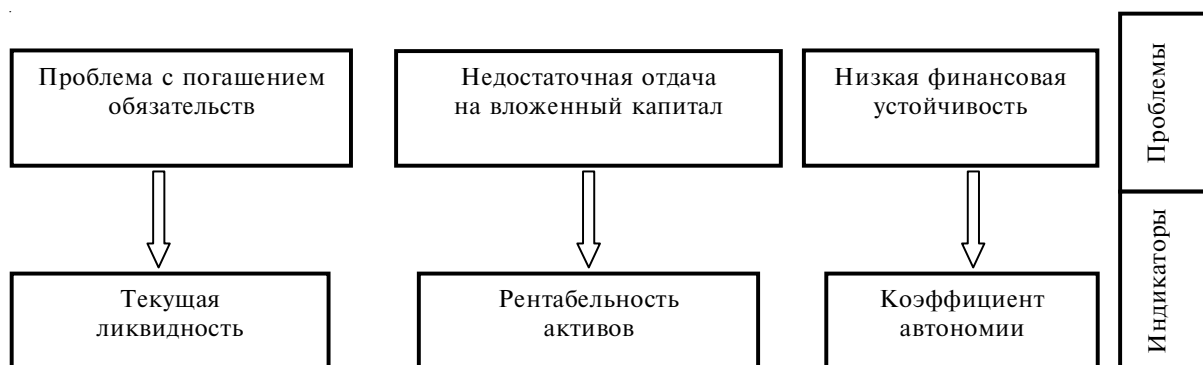 Проблема с погашением
обязательств
Недостаточная отдача
на вложенный капитал
Низкая финансовая
устойчивость
Проблемы
Текущая
ликвидность
Рентабельность
активов
Коэффициент
автономии
Индикаторы